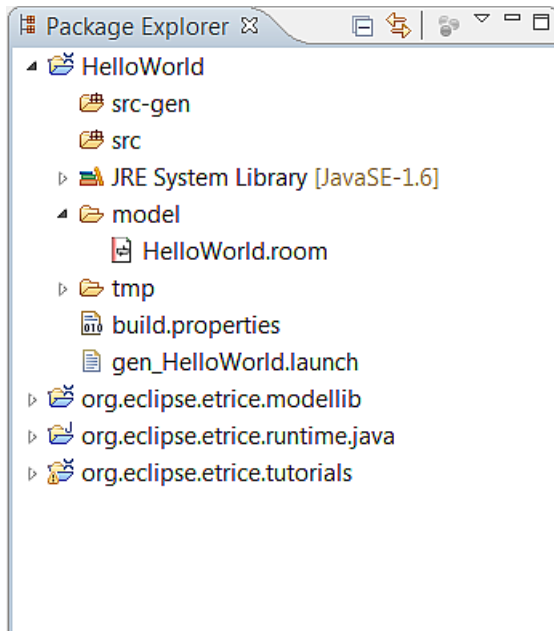 Package Explorer
HelloWorld
src-gen
src
JRE System Library [JavaSE-1.6]
model
HelloWorld.room
tmp
build.properties
gen_HelloWorld.launch
org.eclipse.etrice.modellib
org.eclipse.etrice.runtime.java
org.eclipse.etrice.tutorials